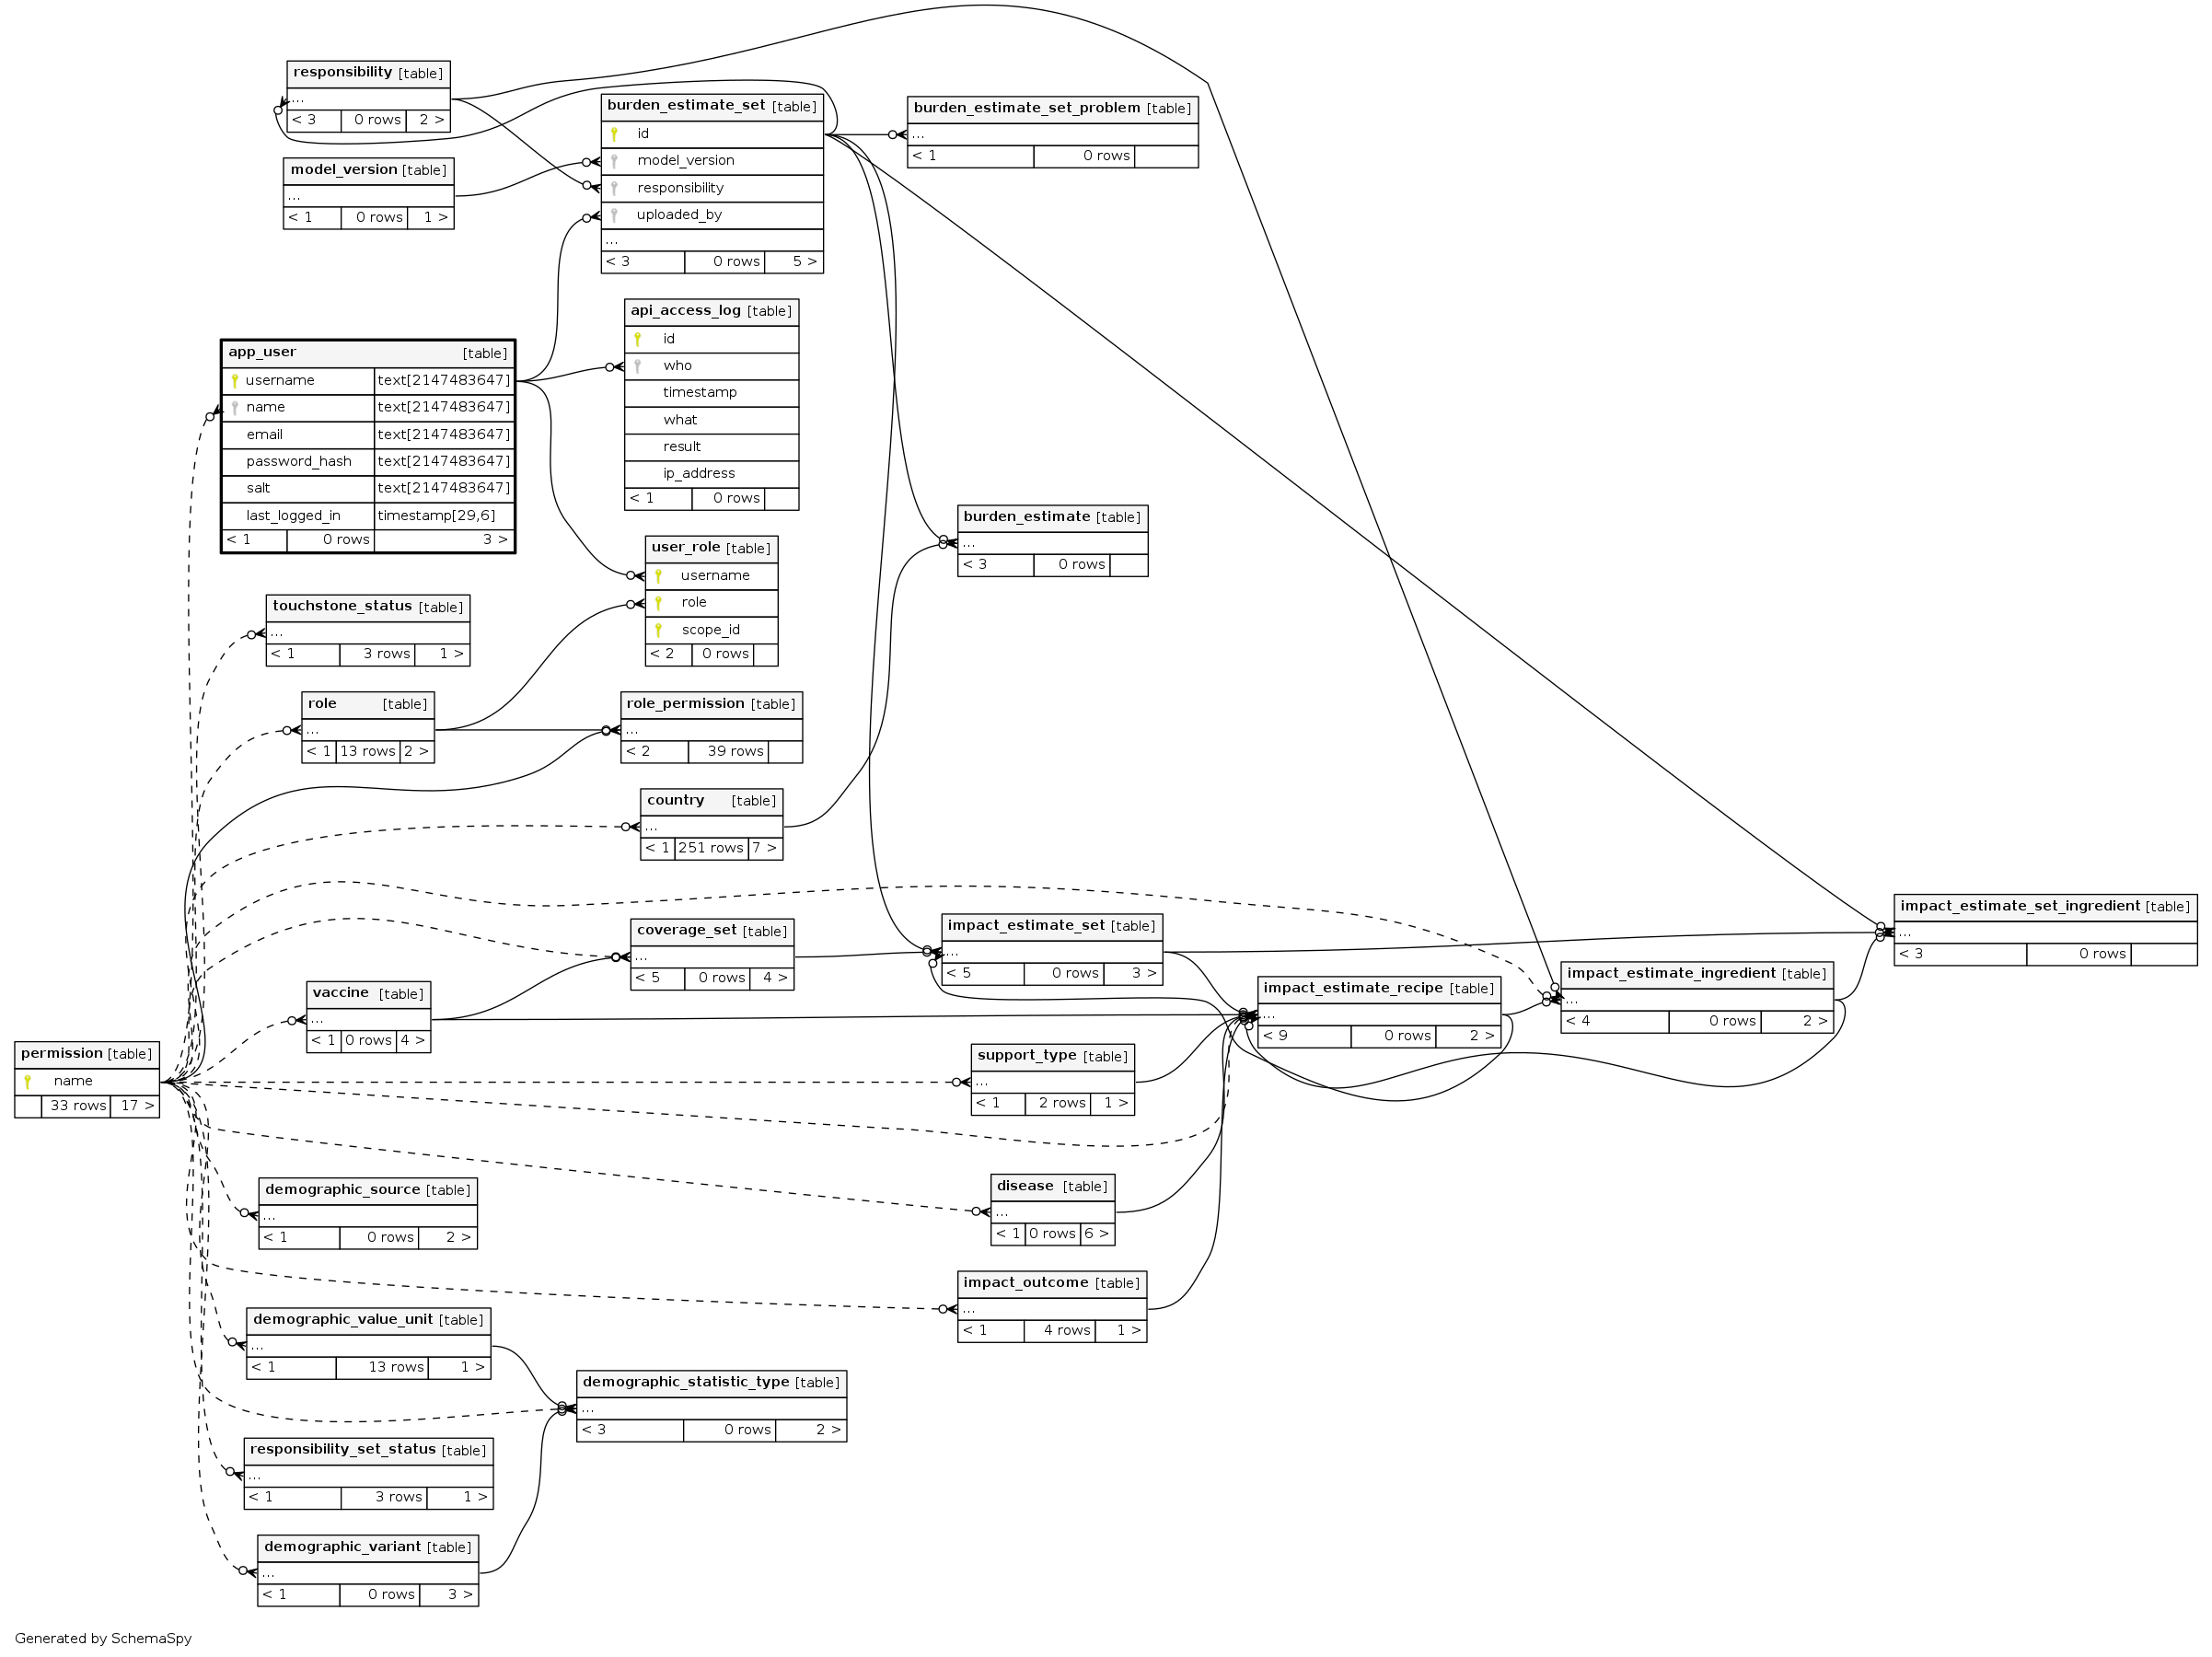 responsibility [table]
...
< 3 0 rows 2 >
model_version [table]
...
< 1 0 rows 1 >
burden_estimate_set [table]
id
model_version
responsibility
uploaded_by
...
< 3 0 rows 5 >
burden_estimate_set_problem [table]
...
< 1 0 rows
api_access_log [table]
id
who
timestamp
what
result
ip_address
< 1 0 rows
app_user [table]
username text[2147483647]
name text[2147483647]
email text[2147483647]
password_hash text[2147483647]
salt text[2147483647]
last_logged_in timestamp[29,6]
< 1 0 rows 3 >
burden_estimate [table]
...
< 3 0 rows
user_role [table]
username
role
scope_id
< 2 0 rows
touchstone_status [table]
...
< 1 3 rows 1 >
role [table]
...
< 1 13 rows 2 >
role_permission [table]
...
< 2 39 rows
country [table]
...
< 1 251 rows 7 >
coverage_set [table]
...
< 5 0 rows 4 >
impact_estimate_set [table]
...
< 5 0 rows 3 >
impact_estimate_set_ingredient [table]
...
< 3 0 rows
impact_estimate_ingredient [table]
...
< 4 0 rows 2 >
impact_estimate_recipe [table]
...
< 9 0 rows 2 >
vaccine [table]
...
< 1 0 rows 4 >
permission [table]
name
33 rows 17 >
support_type [table]
...
< 1 2 rows 1 >
demographic_source [table]
...
< 1 0 rows 2 >
disease [table]
...
< 1 0 rows 6 >
impact_outcome [table]
...
< 1 4 rows 1 >
demographic_value_unit [table]
...
< 1 13 rows 1 >
demographic_statistic_type [table]
...
< 3 0 rows 2 >
responsibility_set_status [table]
...
< 1 3 rows 1 >
demographic_variant [table]
...
< 1 0 rows 3 >
Generated by SchemaSpy